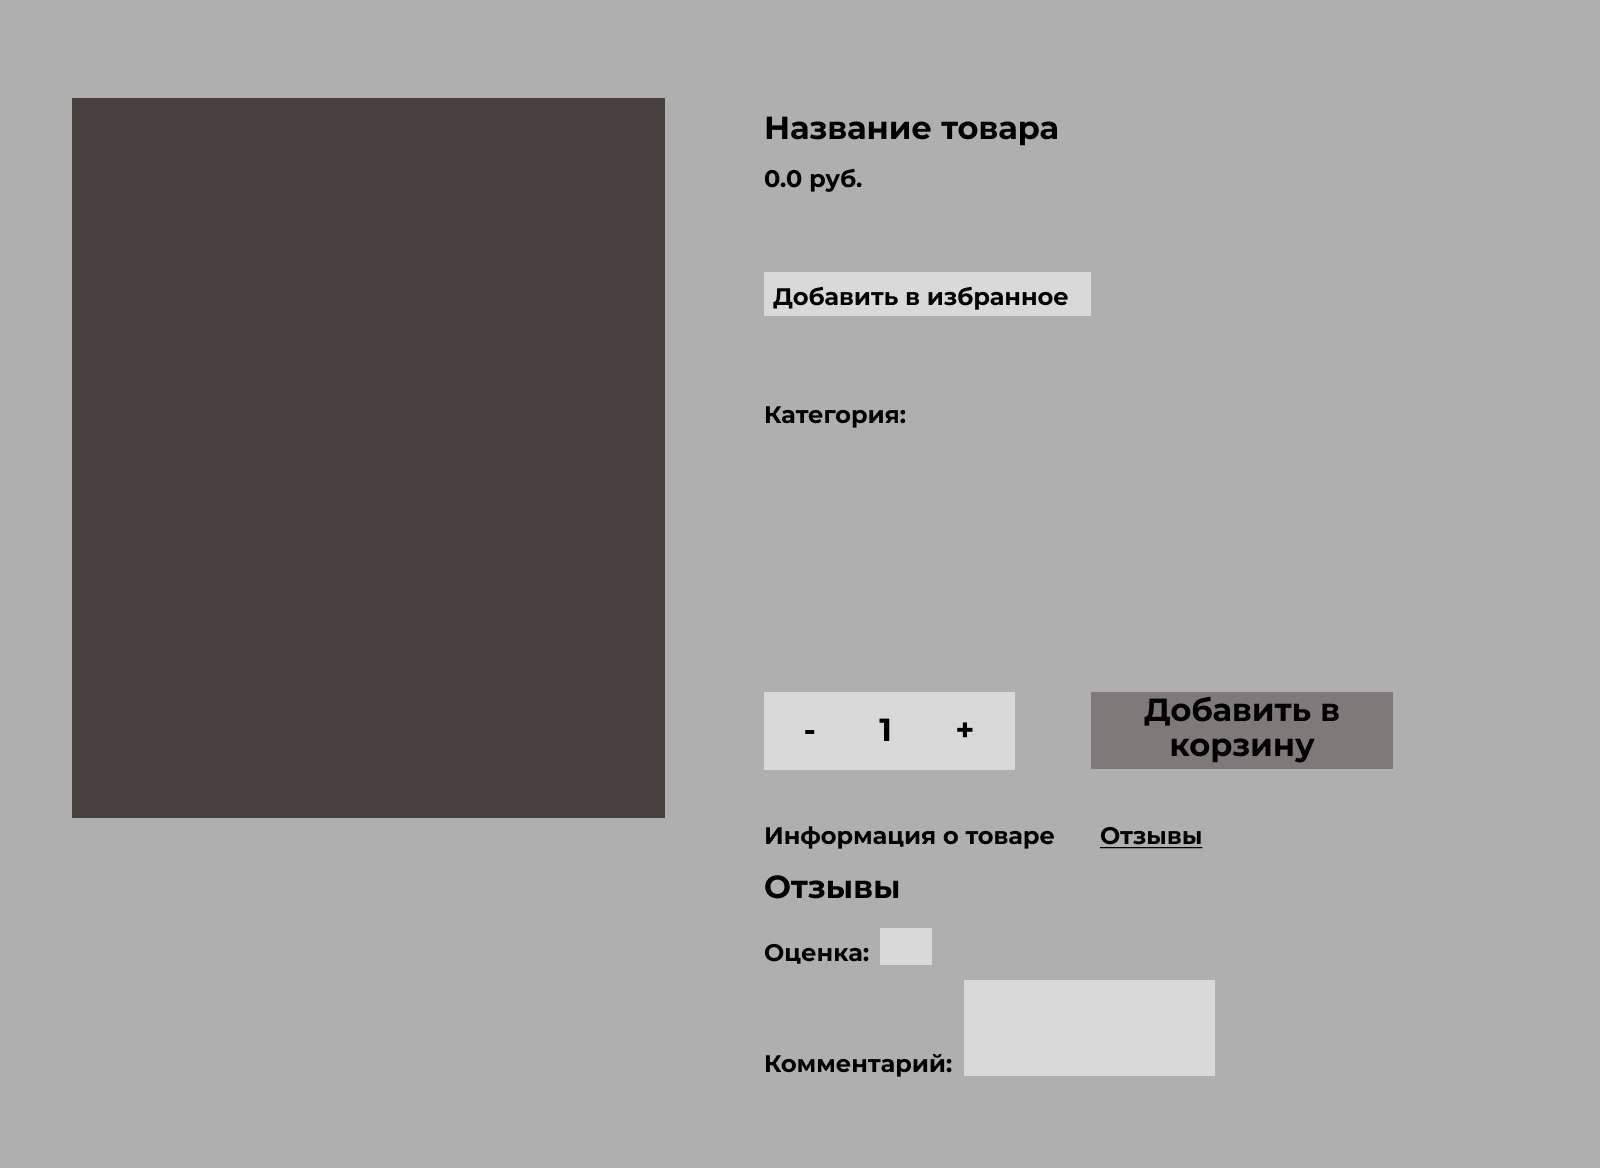 Название товара
0.0 руб.
Добавить в избранное
Категория:
- 1 +
Добавить в
корзину
Информация о товаре Отзывы
Отзывы
Оценка:
Комментарий: